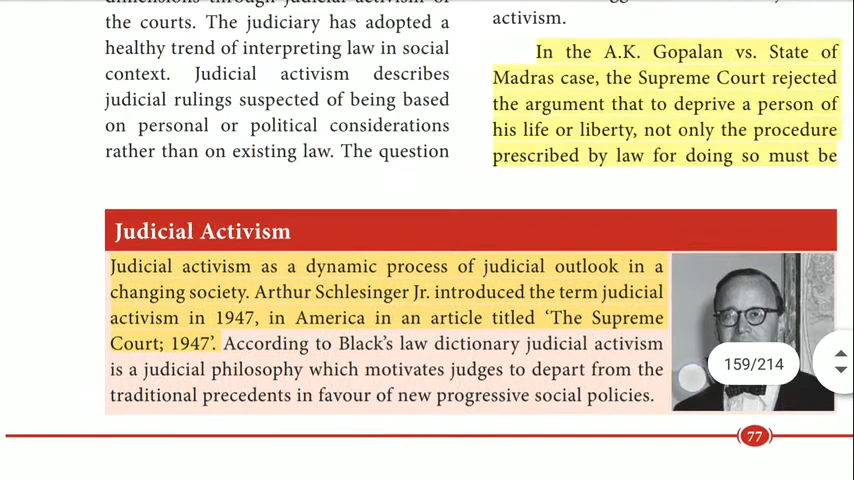 the courts. The judiciary has adopted a
healthy trend of interpreting law in social
context. Judicial activism describes
judicial rulings suspected of being based
on personal or political considerations
rather than on existing law. The question
activism.
In the A.K. Gopalan vs. State of
Madras case, the Supreme Court rejected
the argument that to deprive a person of
his life or liberty, not only the procedure
prescribed by law for doing so must be
Judicial Activism
Judicial activism as a dynamic process of judicial outlook in a
changing society. Arthur Schlesinger Jr. introduced the term judicial
activism in 1947, in America in an article titled ‘The Supreme
Court; 1947’. According to Black’s law dictionary judicial activism
is a judicial philosophy which motivates judges to depart from the
traditional precedents in favour of new progressive social policies.
159/214
77